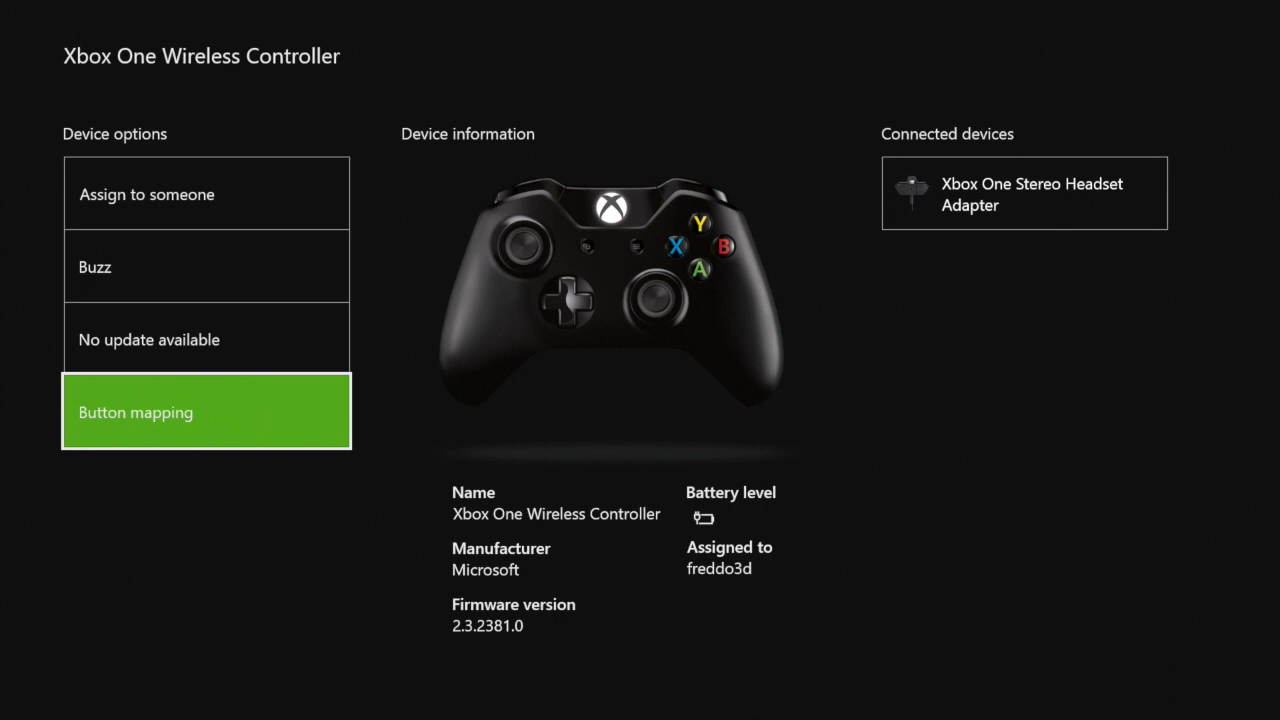 Xbox One Wireless Controller
Device options
Assign to someone
Buzz
No update available
Button mapping
Device information
Y
X
B
A
Name
Xbox One Wireless Controller
Manufacturer
Microsoft
Firmware version
2.3.2381.0
Battery level
Assigned to
freddo3d
Connected devices
Xbox One Stereo Headset
Adapter